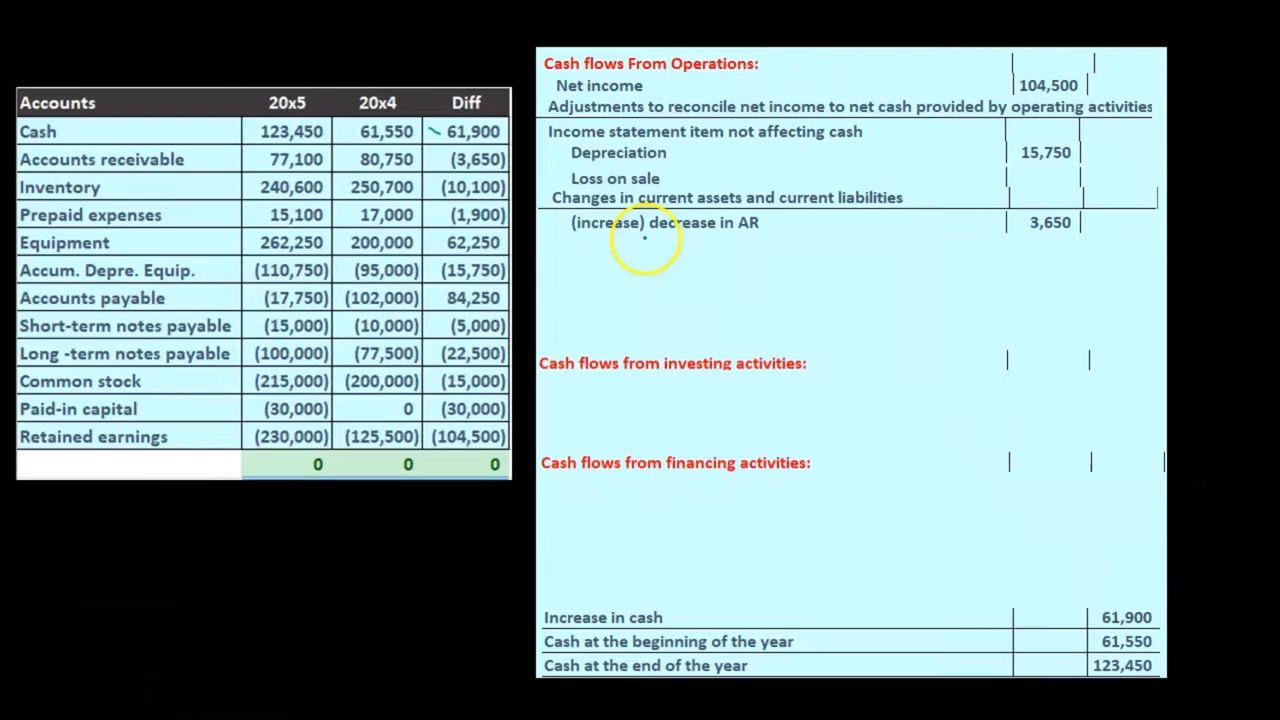 Accounts 20x5 20x4 Diff
Cash 123,450 61,550 61,900
Accounts receivable 77,100 80,750 (3,650)
Inventory 240,600 250,700 (10,100)
Prepaid expenses 15,100 17,000 (1,900)
Equipment 262,250 200,000 62,250
Accum. Depre. Equip. (110,750) (95,000) (15,750)
Accounts payable (17,750) (102,000) 84,250
Short-term notes payable (15,000) (10,000) (5,000)
Long -term notes payable (100,000) (77,500) (22,500)
Common stock (215,000) (200,000) (15,000)
Paid-in capital (30,000) 0 (30,000)
Retained earnings (230,000) (125,500) (104,500)
0 0 0
Cash flows From Operations:
Net income 104,500
Adjustments to reconcile net income to net cash provided by operating activities
Income statement item not affecting cash
Depreciation 15,750
Loss on sale
Changes in current assets and current liabilities
(increase) decrease in AR 3,650
Cash flows from investing activities:
Cash flows from financing activities:
Increase in cash 61,900
Cash at the beginning of the year 61,550
Cash at the end of the year 123,450